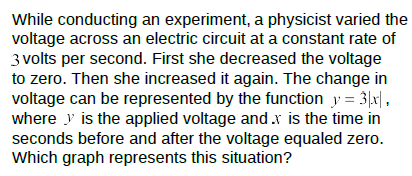 While conducting an experiment, a physicist varied the
voltage across an electric circuit at a constant rate of
3 volts per second. First she decreased the voltage
to zero. Then she increased it again. The change in
voltage can be represented by the function y = 3|x|,
where y is the applied voltage and x is the time in
seconds before and after the voltage equaled zero.
Which graph represents this situation?